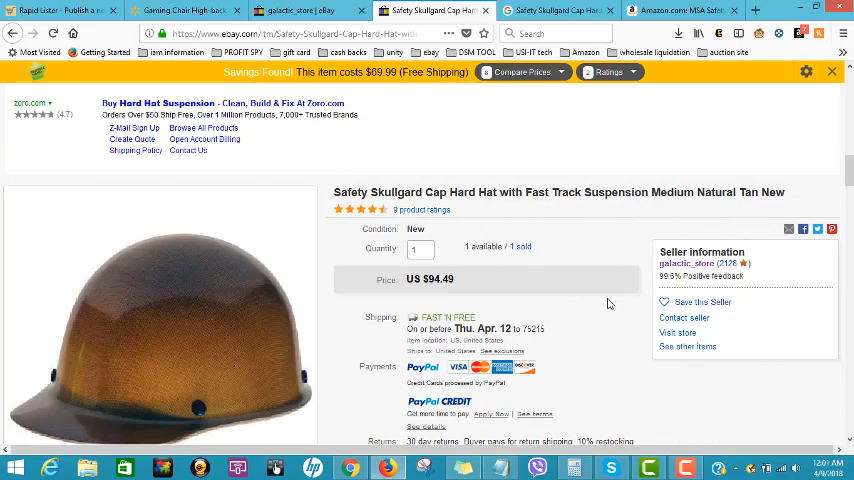 Rapid Lister - Publish a new
Gaming Chair High-back
galactic_store | eBay
Safety Skullgard Cap Hard Hat
Safety Skullgard Cap Hard Hat
Amazon.com: MSA Safety
https://www.ebay.com/itm/Safety-Skullgard-Cap-Hard-Hat-with
Search
Most Visited
Getting Started
iam information
PROFIT SPY
gift card
cash backs
unity
ebay
DSM TOOL
USI-IT tech
Amazon
wholesale liquidation
auction site
Savings Found! This item costs $69.99 (Free Shipping)
8 Compare Prices
2 Ratings
zoro.com
(4.7)
Buy Hard Hat Suspension - Clean, Build & Fix At Zoro.com
Orders Over $50 Ship Free, Over 1 Million Products, 7,000+ Trusted Brands
Z-Mail Sign Up Browse All Products
Create Quote Open Account Billing
Shipping Policy Contact Us
Safety Skullgard Cap Hard Hat with Fast Track Suspension Medium Natural Tan New
9 product ratings
Condition: New
Quantity: 1 1 available / 1 sold
Price: US $94.49
Shipping: FAST 'N FREE
On or before Thu. Apr. 12 to 75215
Item location: US, United States
Ships to: United States See exclusions
Payments: PayPal VISA
Credit Cards processed by PayPal
PayPal CREDIT
Get more time to pay. Apply Now | See terms
See details
Returns: 30 day returns. Buyer pays for return shipping, 10% restocking
Seller information
galactic_store (2128)
99.6% Positive feedback
Save this Seller
Contact seller
Visit store
See other items
12:01 AM
4/9/2018